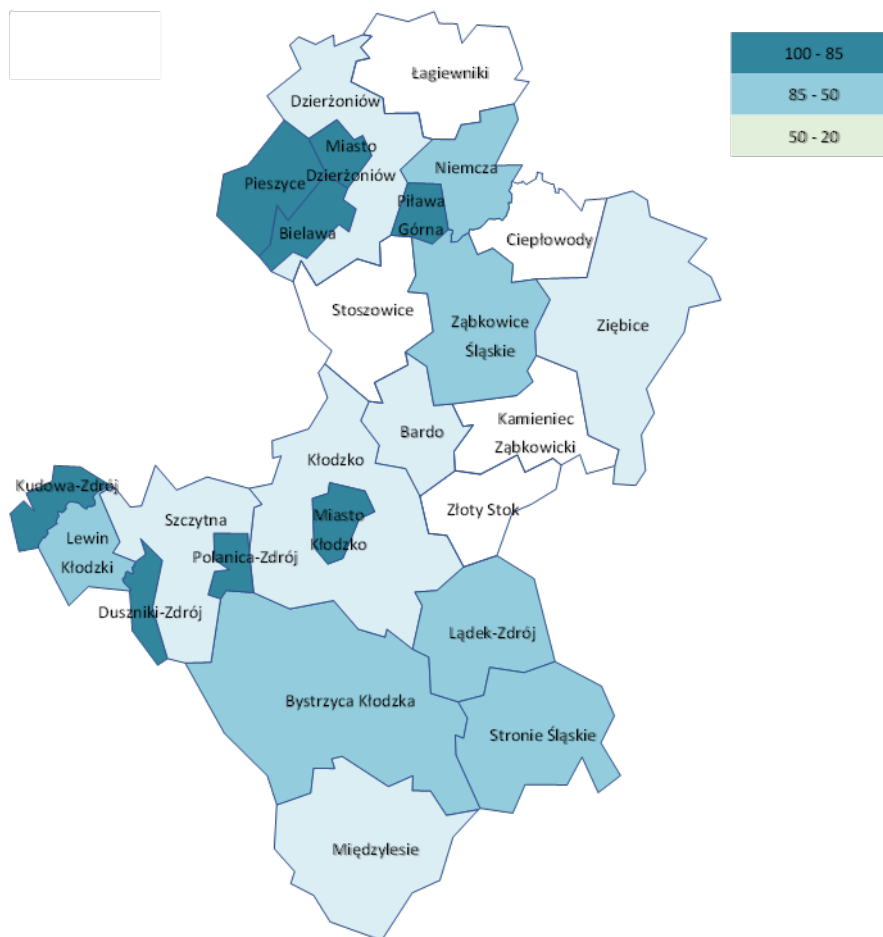 100 - 85
85 - 50
50 - 20
Łagiewniki
Dzierżoniów
Miasto
Dzierżoniów
Pieszyce
Bielawa
Niemcza
Piława
Górna
Ciepłowody
Stoszowice
Ząbkowice
Śląskie
Ziębice
Bardo
Kamieniec
Ząbkowicki
Kłodzko
Miasto
Kłodzko
Złoty Stok
Kudowa-Zdrój
Lewin
Kłodzki
Szczytna
Polanica-Zdrój
Duszniki-Zdrój
Lądek-Zdrój
Bystrzyca Kłodzka
Stronie Śląskie
Międzylesie